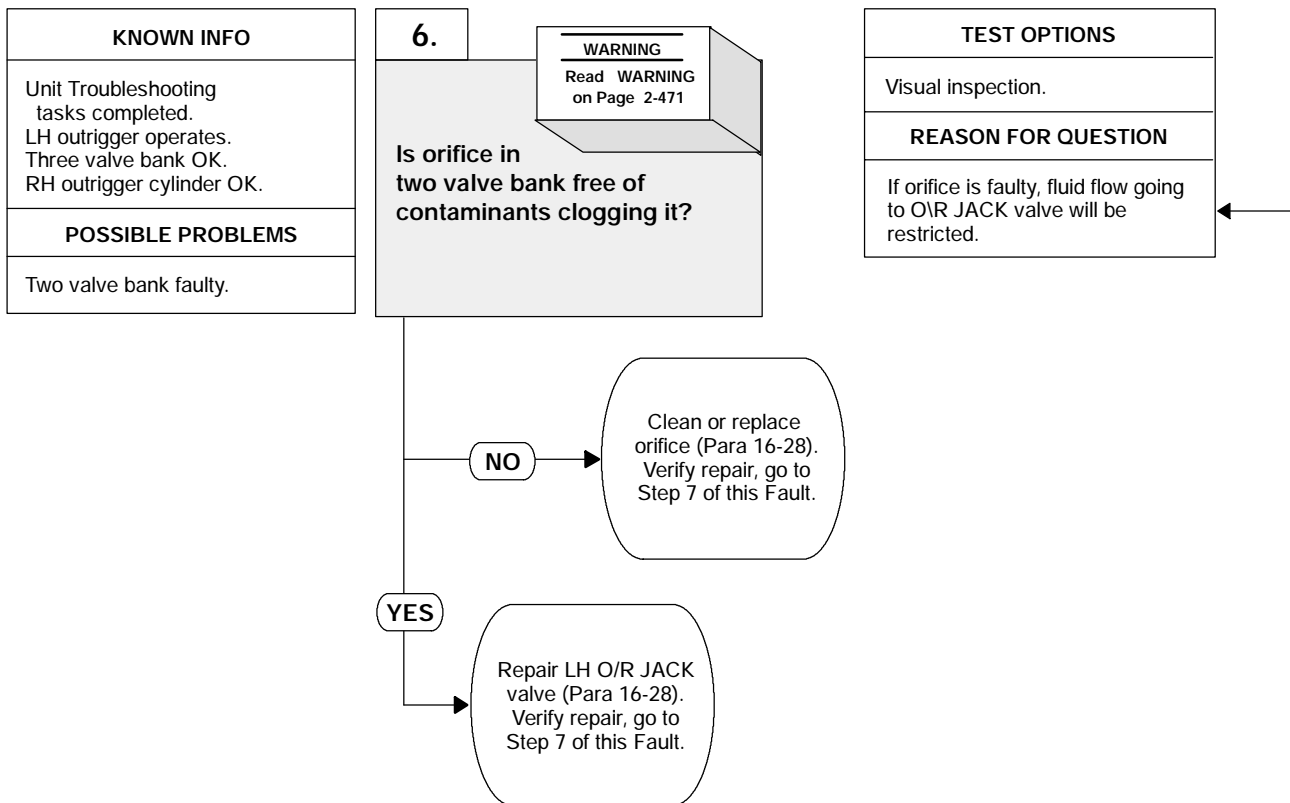 KNOWN INFO
Unit Troubleshooting
tasks completed.
LH outrigger operates.
Three valve bank OK.
RH outrigger cylinder OK.
POSSIBLE PROBLEMS
Two valve bank faulty.
6.
WARNING
Read WARNING
on Page 2-471
Is orifice in
two valve bank free of
contaminants clogging it?
TEST OPTIONS
Visual inspection.
REASON FOR QUESTION
If orifice is faulty, fluid flow going
to O\R JACK valve will be
restricted.
NO
Clean or replace
orifice (Para 16-28).
Verify repair, go to
Step 7 of this Fault.
YES
Repair LH O/R JACK
valve (Para 16-28).
Verify repair, go to
Step 7 of this Fault.